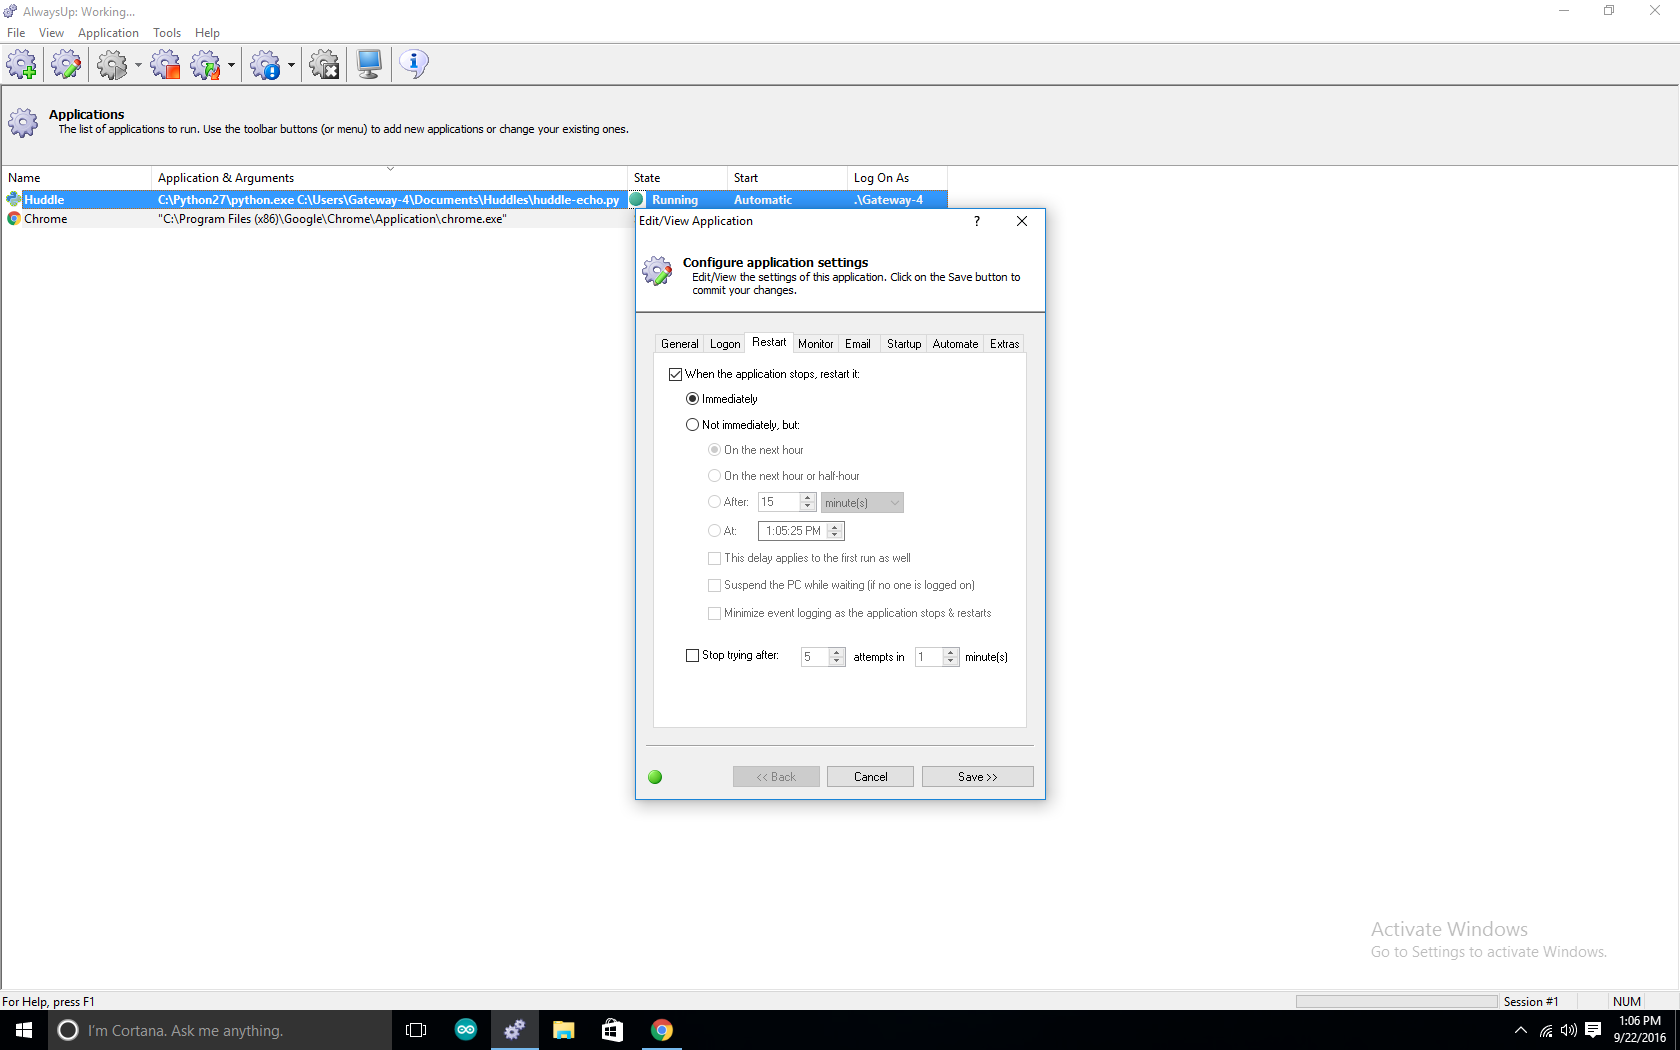 AlwaysUp: Working...
File View Application Tools Help
Applications
The list of applications to run. Use the toolbar buttons (or menu) to add new applications or change your existing ones.
Name Application & Arguments State Start Log On As
Huddle C:\Python27\python.exe C:\Users\Gateway-4\Documents\Huddles\huddle-echo.py Running Automatic .\Gateway-4
Chrome "C:\Program Files (x86)\Google\Chrome\Application\chrome.exe"
Edit/View Application ?
Configure application settings
Edit/View the settings of this application. Click on the Save button to
commit your changes.
General Logon Restart Monitor Email Startup Automate Extras
When the application stops, restart it:
Immediately
Not immediately, but:
On the next hour
On the next hour or half-hour
After: 15 minute(s)
At: 1:05:25 PM
This delay applies to the first run as well
Suspend the PC while waiting (if no one is logged on)
Minimize event logging as the application stops & restarts
Stop trying after: 5 attempts in 1 minute(s)
<< Back Cancel Save >>
Activate Windows
Go to Settings to activate Windows.
For Help, press F1 Session #1 NUM
I'm Cortana. Ask me anything.
1:06 PM
9/22/2016